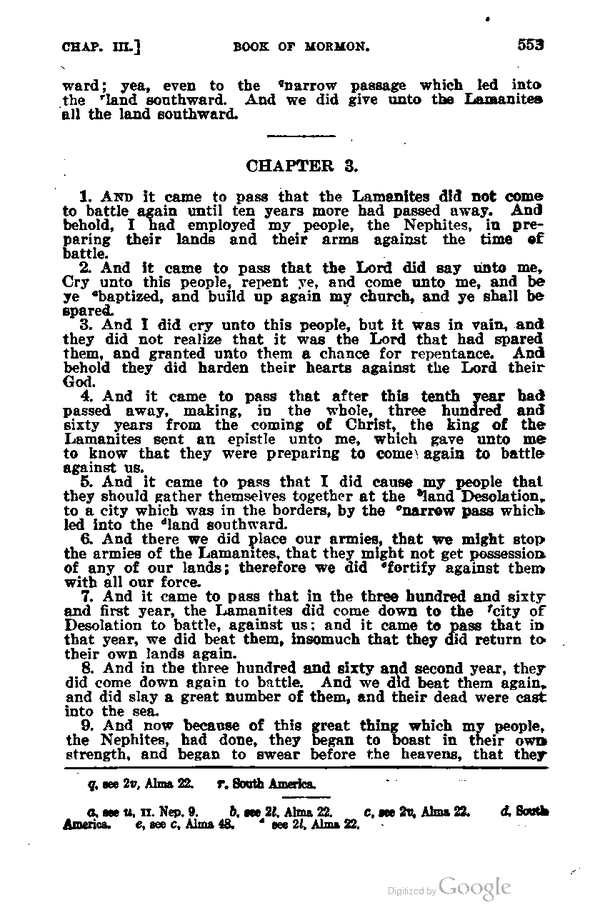 CHAP. III.] BOOK OF MORMON. 553
ward; yea, even to the qnarrow passage which led into
the rland southward. And we did give unto the Lamanites
all the land southward.
CHAPTER 3.
1. AND it came to pass that the Lamanites did not come
to battle again until ten years more had passed away. And
behold, I had employed my people, the Nephites, in pre-
paring their lands and their arms against the time of
battle.
2. And it came to pass that the Lord did say unto me,
Cry unto this people, repent ye, and come unto me, and be
ye abaptized, and build up again my church, and ye shall be
spared.
3. And I did cry unto this people, but it was in vain, and
they did not realize that it was the Lord that had spared
them, and granted unto them a chance for repentance. And
behold they did harden their hearts against the Lord their
God.
4. And it came to pass that after this tenth year had
passed away, making, in the whole, three hundred and
sixty years from the coming of Christ, the king of the
Lamanites sent an epistle unto me, which gave unto me
to know that they were preparing to come again to battle
against us.
5. And it came to pass that I did cause my people that
they should gather themselves together at the bland Desolation,
to a city which was in the borders, by the cnarrow pass which
led into the dland southward.
6. And there we did place our armies, that we might stop
the armies of the Lamanites, that they might not get possession
of any of our lands; therefore we did efortify against them
with all our force.
7. And it came to pass that in the three hundred and sixty
and first year, the Lamanites did come down to the fcity of
Desolation to battle, against us; and it came to pass that in
that year, we did beat them, insomuch that they did return to
their own lands again.
8. And in the three hundred and sixty and second year, they
did come down again to battle. And we did beat them again,
and did slay a great number of them, and their dead were cast
into the sea.
9. And now because of this great thing which my people,
the Nephites, had done, they began to boast in their own
strength, and began to swear before the heavens, that they
q, see 2v, Alma 22. r. South America.
a, see u, II. Nep. 9. b, see 2l, Alma 22. c, see 2v, Alma 22. d, South
America. e, see c, Alma 48. see 2l, Alma 22.
Digitized by Google